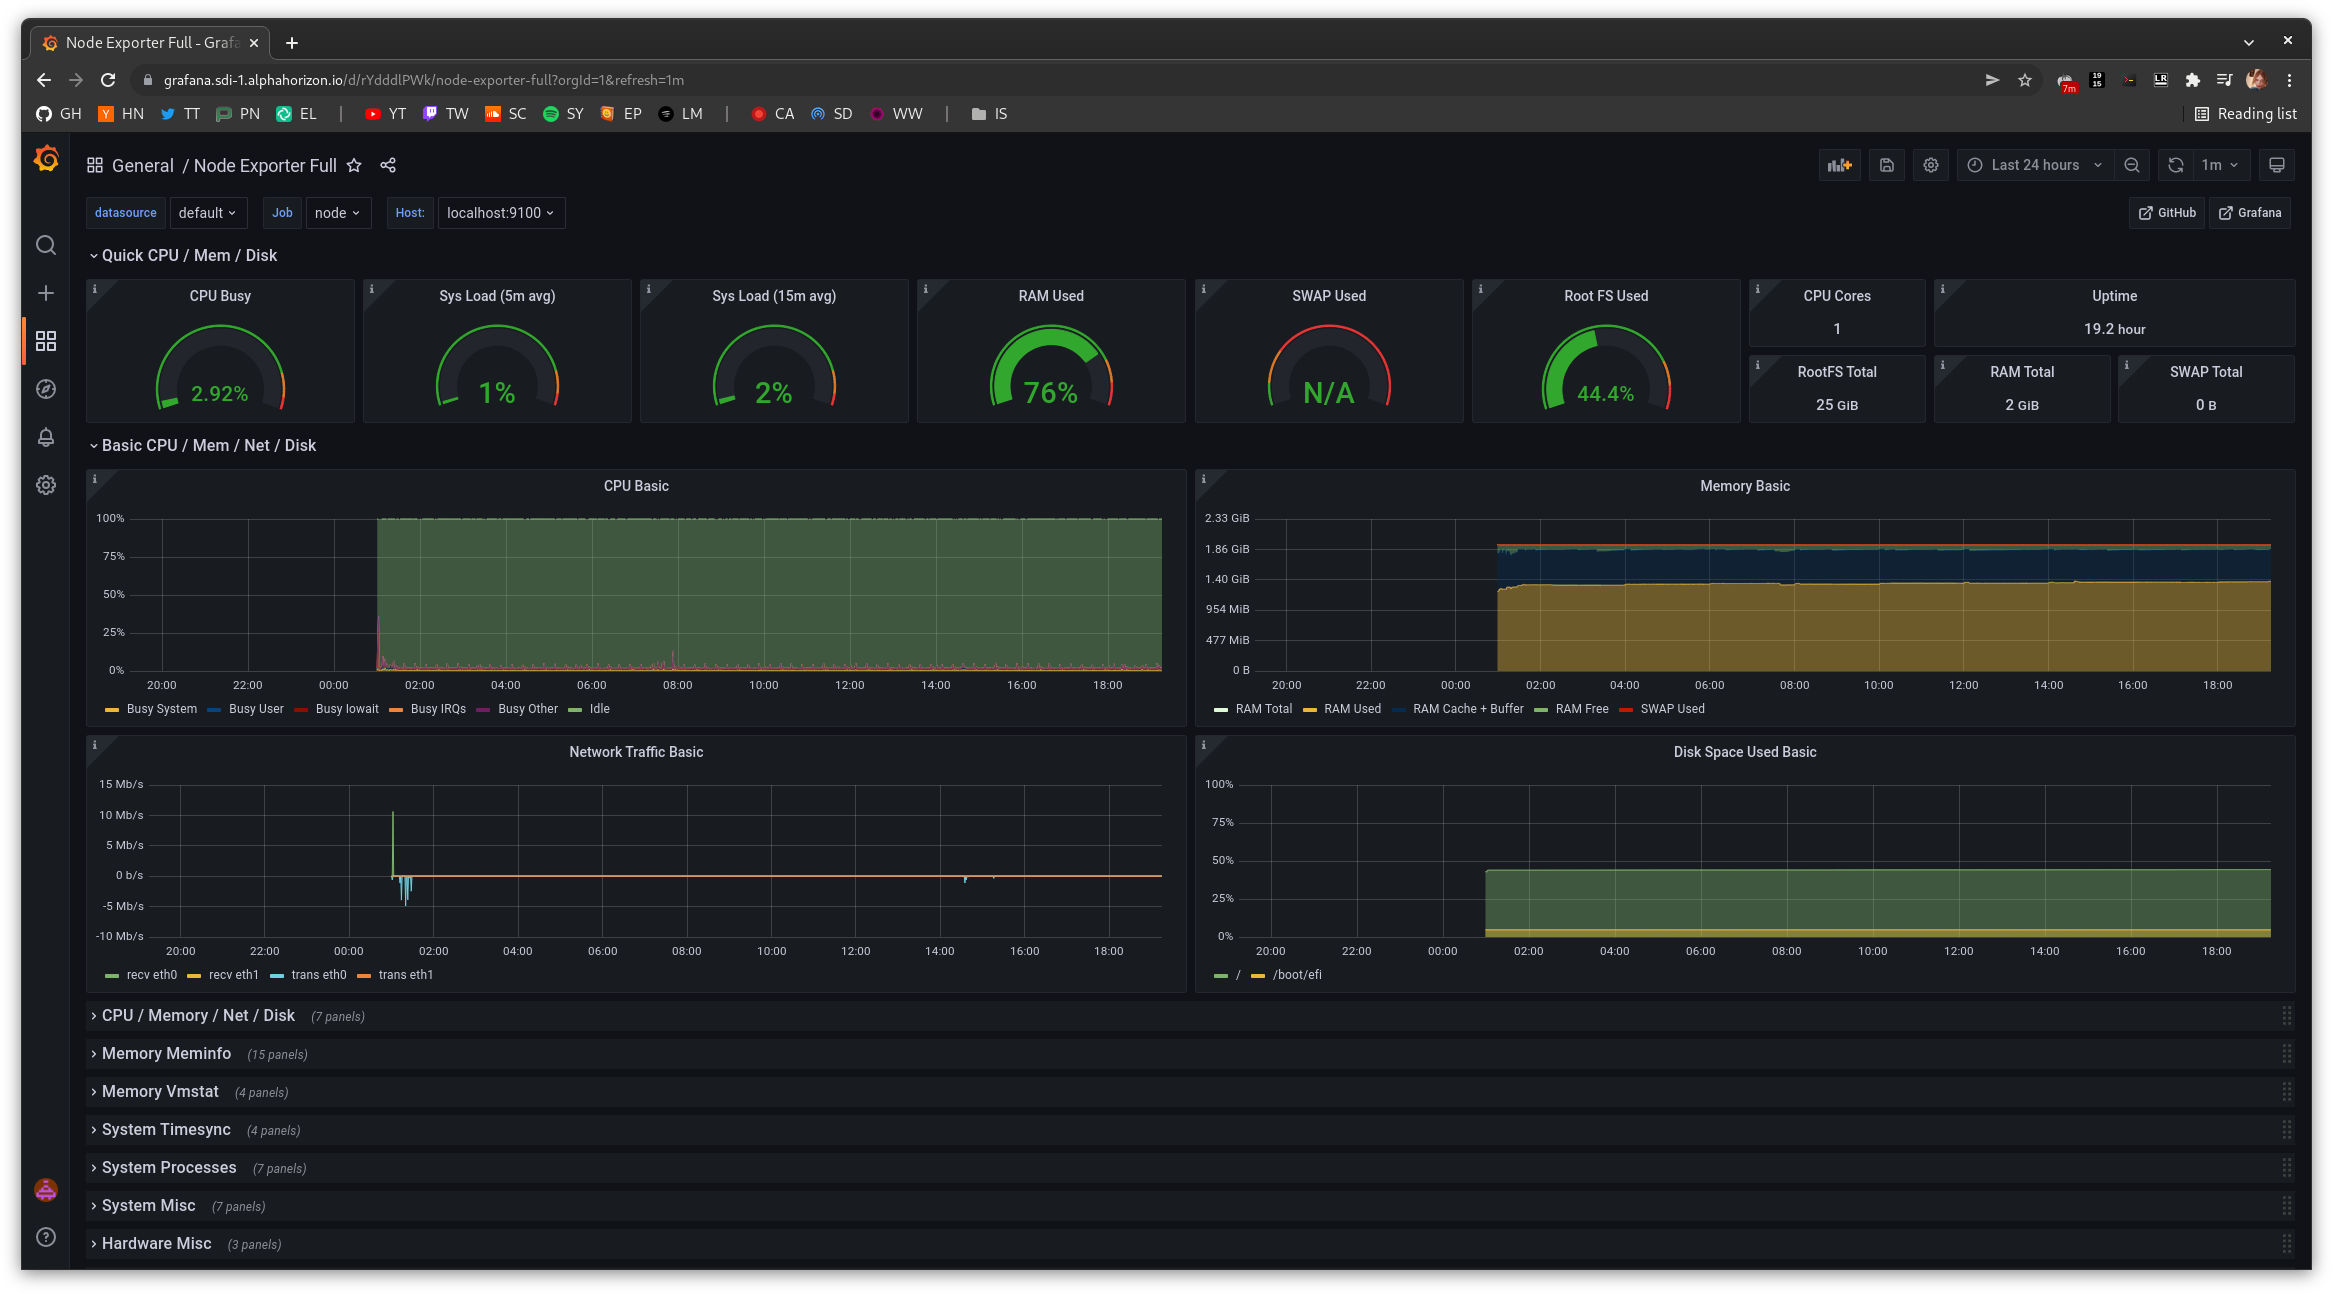 Node Exporter Full - Grafa
grafana.sdi-1.alphahorizon.io/d/rYdddlPWk/node-exporter-full?orgId=1&refresh=1m
7m
19
15
LR
GH HN TT PN EL | YT TW SC SY EP LM | CA SD WW | IS Reading list
General / Node Exporter Full
Last 24 hours 1m
datasource default Job node Host: localhost:9100 GitHub Grafana
Quick CPU / Mem / Disk
CPU Busy
2.92%
Sys Load (5m avg)
1%
Sys Load (15m avg)
2%
RAM Used
76%
SWAP Used
N/A
Root FS Used
44.4%
CPU Cores
1
Uptime
19.2 hour
RootFS Total
25 GiB
RAM Total
2 GiB
SWAP Total
0 B
Basic CPU / Mem / Net / Disk
CPU Basic
100%
75%
50%
25%
0%
20:00 22:00 00:00 02:00 04:00 06:00 08:00 10:00 12:00 14:00 16:00 18:00
Busy System Busy User Busy Iowait Busy IRQs Busy Other Idle
Memory Basic
2.33 GiB
1.86 GiB
1.40 GiB
954 MiB
477 MiB
0 B
20:00 22:00 00:00 02:00 04:00 06:00 08:00 10:00 12:00 14:00 16:00 18:00
RAM Total RAM Used RAM Cache + Buffer RAM Free SWAP Used
Network Traffic Basic
15 Mb/s
10 Mb/s
5 Mb/s
0 b/s
-5 Mb/s
-10 Mb/s
20:00 22:00 00:00 02:00 04:00 06:00 08:00 10:00 12:00 14:00 16:00 18:00
recv eth0 recv eth1 trans eth0 trans eth1
Disk Space Used Basic
100%
75%
50%
25%
0%
20:00 22:00 00:00 02:00 04:00 06:00 08:00 10:00 12:00 14:00 16:00 18:00
/ /boot/efi
CPU / Memory / Net / Disk (7 panels)
Memory Meminfo (15 panels)
Memory Vmstat (4 panels)
System Timesync (4 panels)
System Processes (7 panels)
System Misc (7 panels)
Hardware Misc (3 panels)